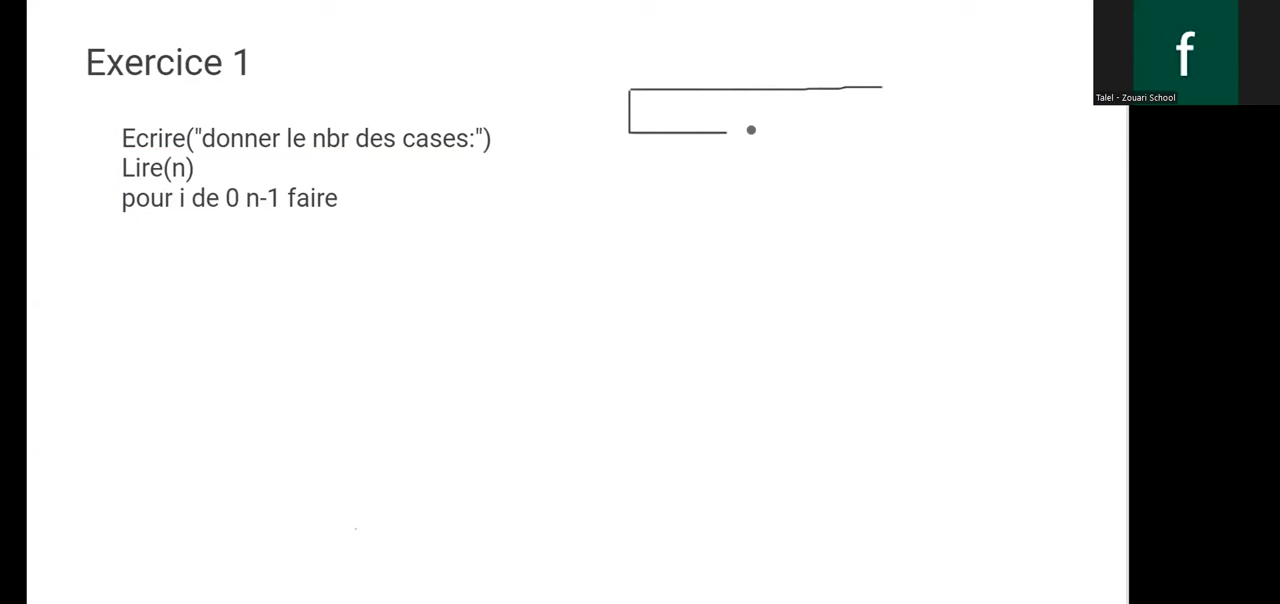 Exercice 1
Ecrire("donner le nbr des cases:")
Lire(n)
pour i de 0 n-1 faire
f
Talel - Zouari School